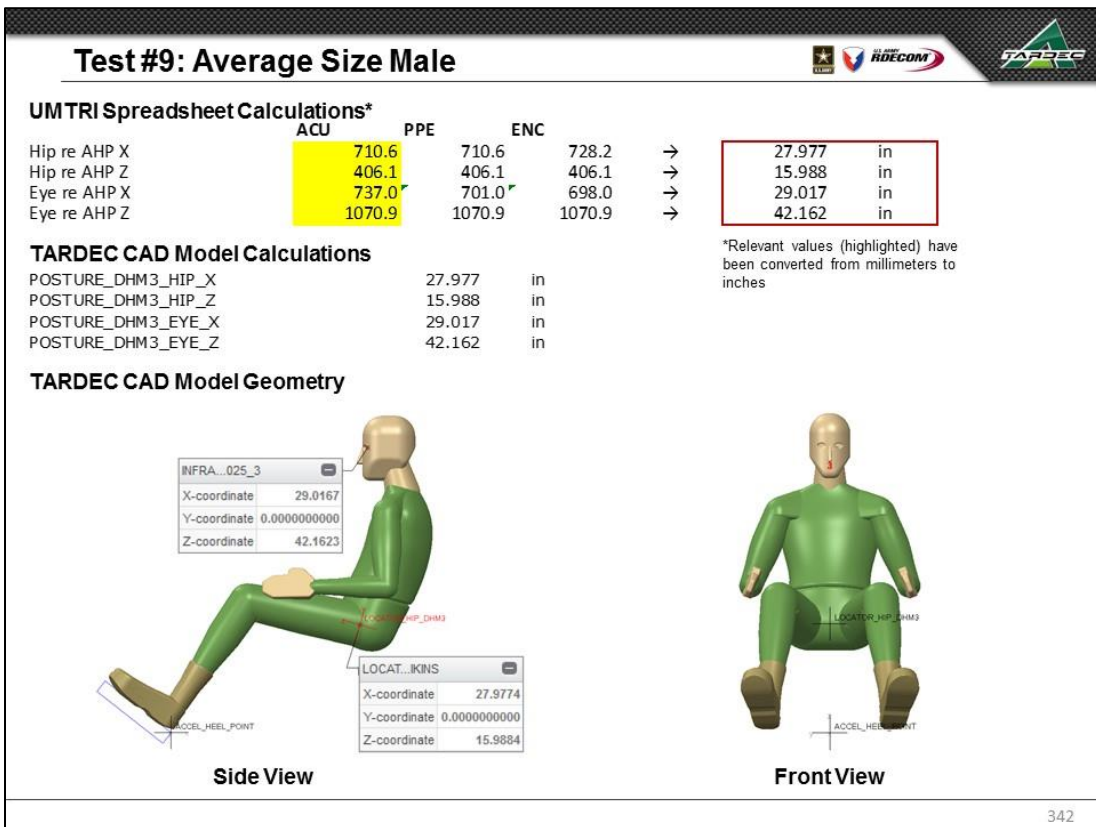 Test #9: Average Size Male
U.S. ARMY
U.S. ARMY
RDECOM
TARDEC
UMTRI Spreadsheet Calculations*
ACU PPE ENC
Hip re AHP X 710.6 710.6 728.2 → 27.977 in
Hip re AHP Z 406.1 406.1 406.1 → 15.988 in
Eye re AHP X 737.0 701.0 698.0 → 29.017 in
Eye re AHP Z 1070.9 1070.9 1070.9 → 42.162 in
*Relevant values (highlighted) have
been converted from millimeters to
inches
TARDEC CAD Model Calculations
POSTURE_DHM3_HIP_X 27.977 in
POSTURE_DHM3_HIP_Z 15.988 in
POSTURE_DHM3_EYE_X 29.017 in
POSTURE_DHM3_EYE_Z 42.162 in
TARDEC CAD Model Geometry
INFRA...025_3
X-coordinate 29.0167
Y-coordinate 0.0000000000
Z-coordinate 42.1623
LOCATOR_HIP_DHM3
LOCAT...IKINS
X-coordinate 27.9774
Y-coordinate 0.0000000000
Z-coordinate 15.9884
ACCEL_HEEL_POINT
LOCATOR_HIP_DHM3
ACCEL_HEEL_POINT
Side View
Front View
342